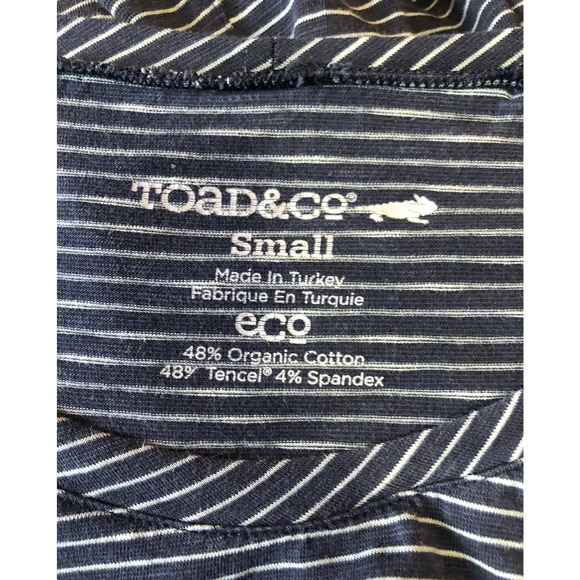 TOAD&CO®
Small
Made In Turkey
Fabrique En Turquie
eco
48% Organic Cotton
48% Tencel® 4% Spandex